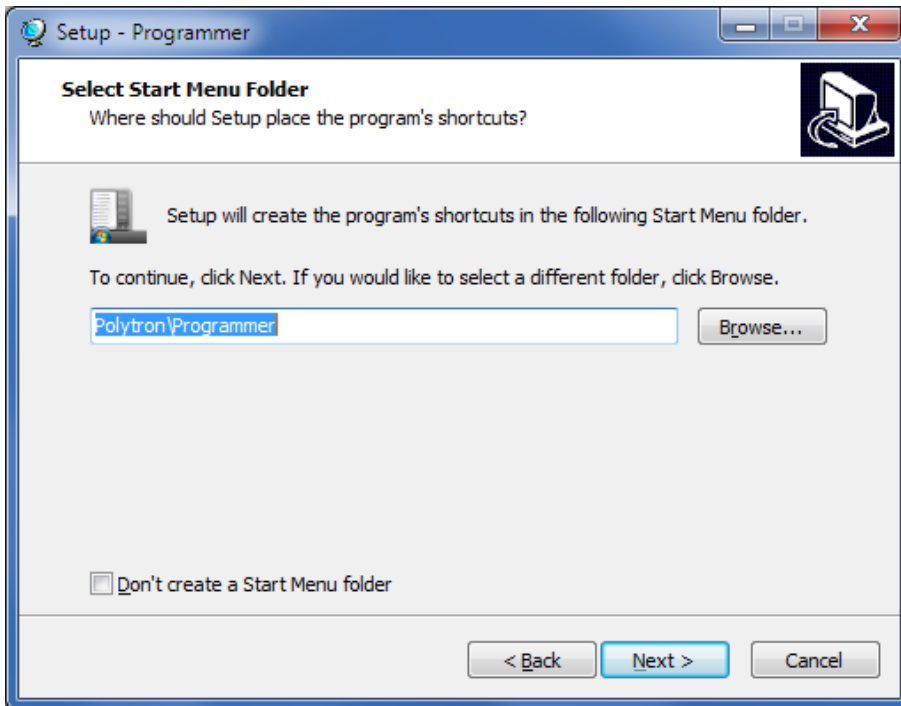 Setup - Programmer
Select Start Menu Folder
Where should Setup place the program's shortcuts?
Setup will create the program's shortcuts in the following Start Menu folder.
To continue, click Next. If you would like to select a different folder, click Browse.
Polytron\Programmer
Browse...
Don't create a Start Menu folder
< Back
Next >
Cancel